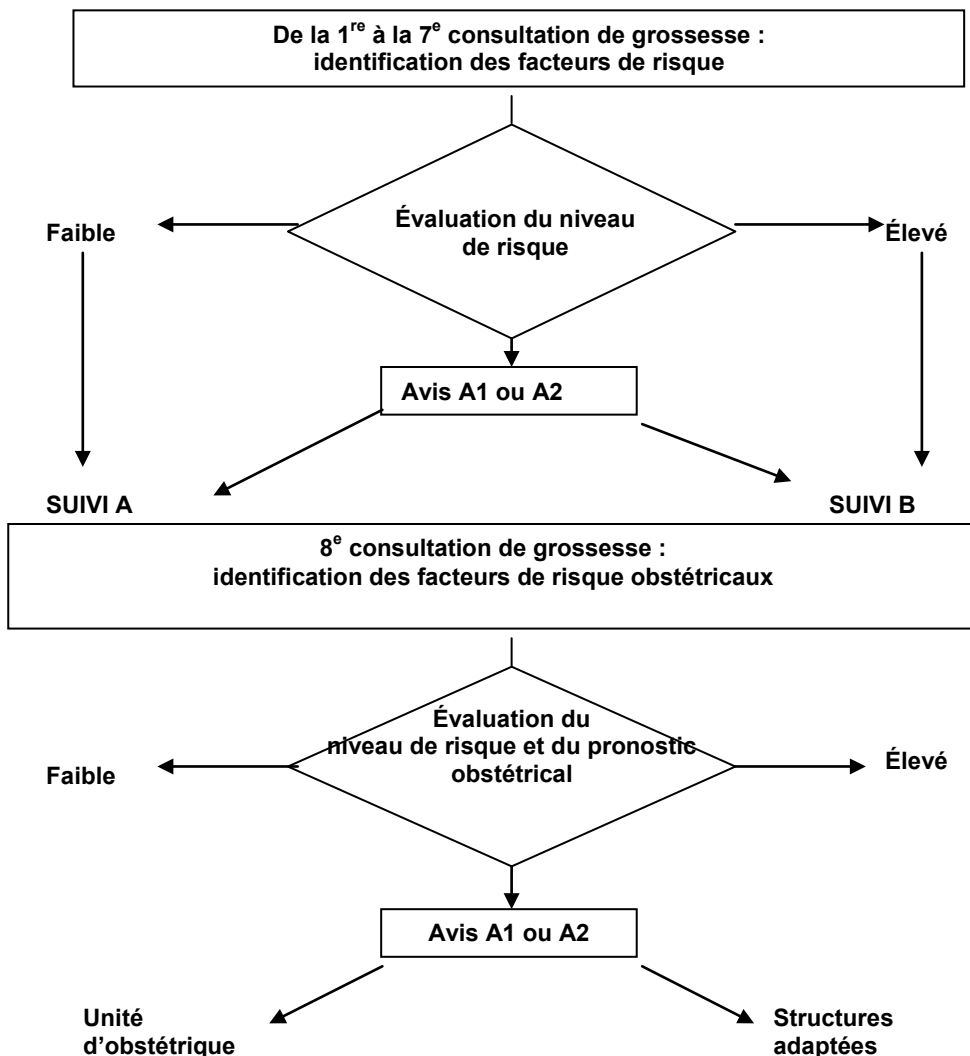 De la 1re à la 7e consultation de grossesse :
identification des facteurs de risque
Évaluation du niveau
de risque
Faible
Élevé
Avis A1 ou A2
SUIVI A
SUIVI B
8e consultation de grossesse :
identification des facteurs de risque obstétricaux
Évaluation du
niveau de risque et du pronostic
obstétrical
Faible
Élevé
Avis A1 ou A2
Unité
d'obstétrique
Structures
adaptées